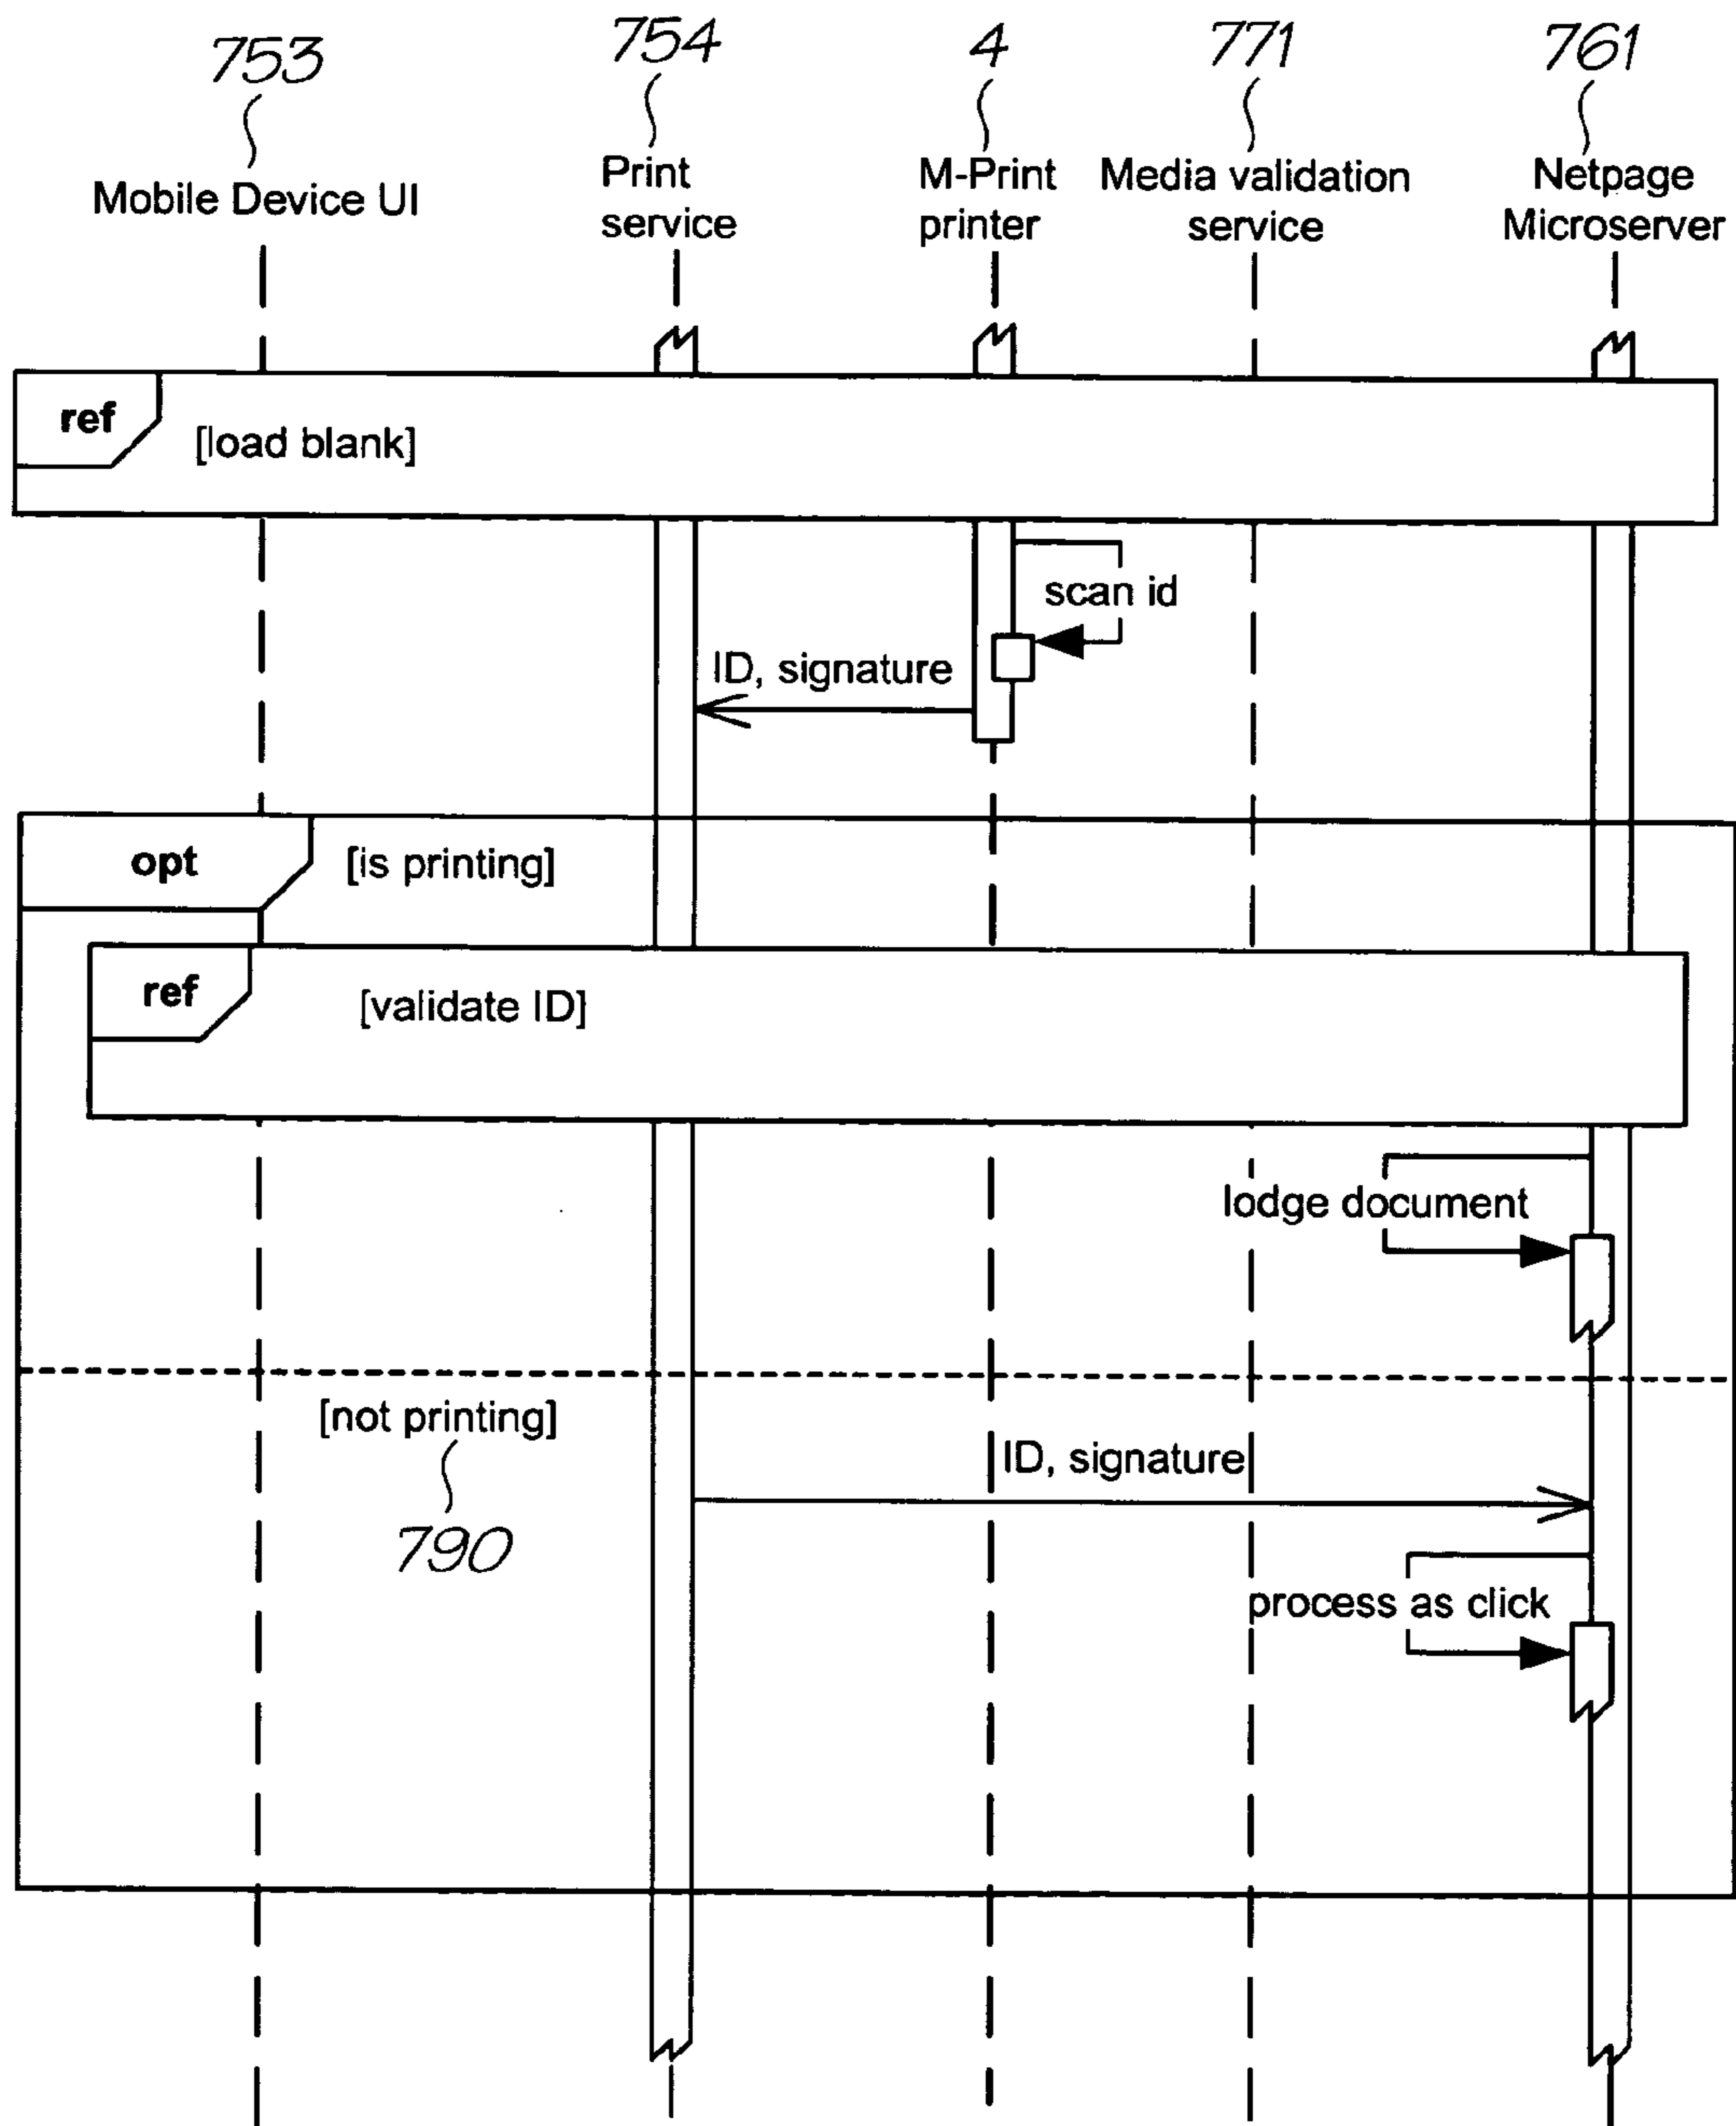 753
754
4
771
761
Mobile Device UI
Print
service
M-Print
printer
Media validation
service
Netpage
Microserver
ref
[load blank]
scan id
ID, signature
opt
[is printing]
ref
[validate ID]
lodge document
[not printing]
790
ID, signature
process as click